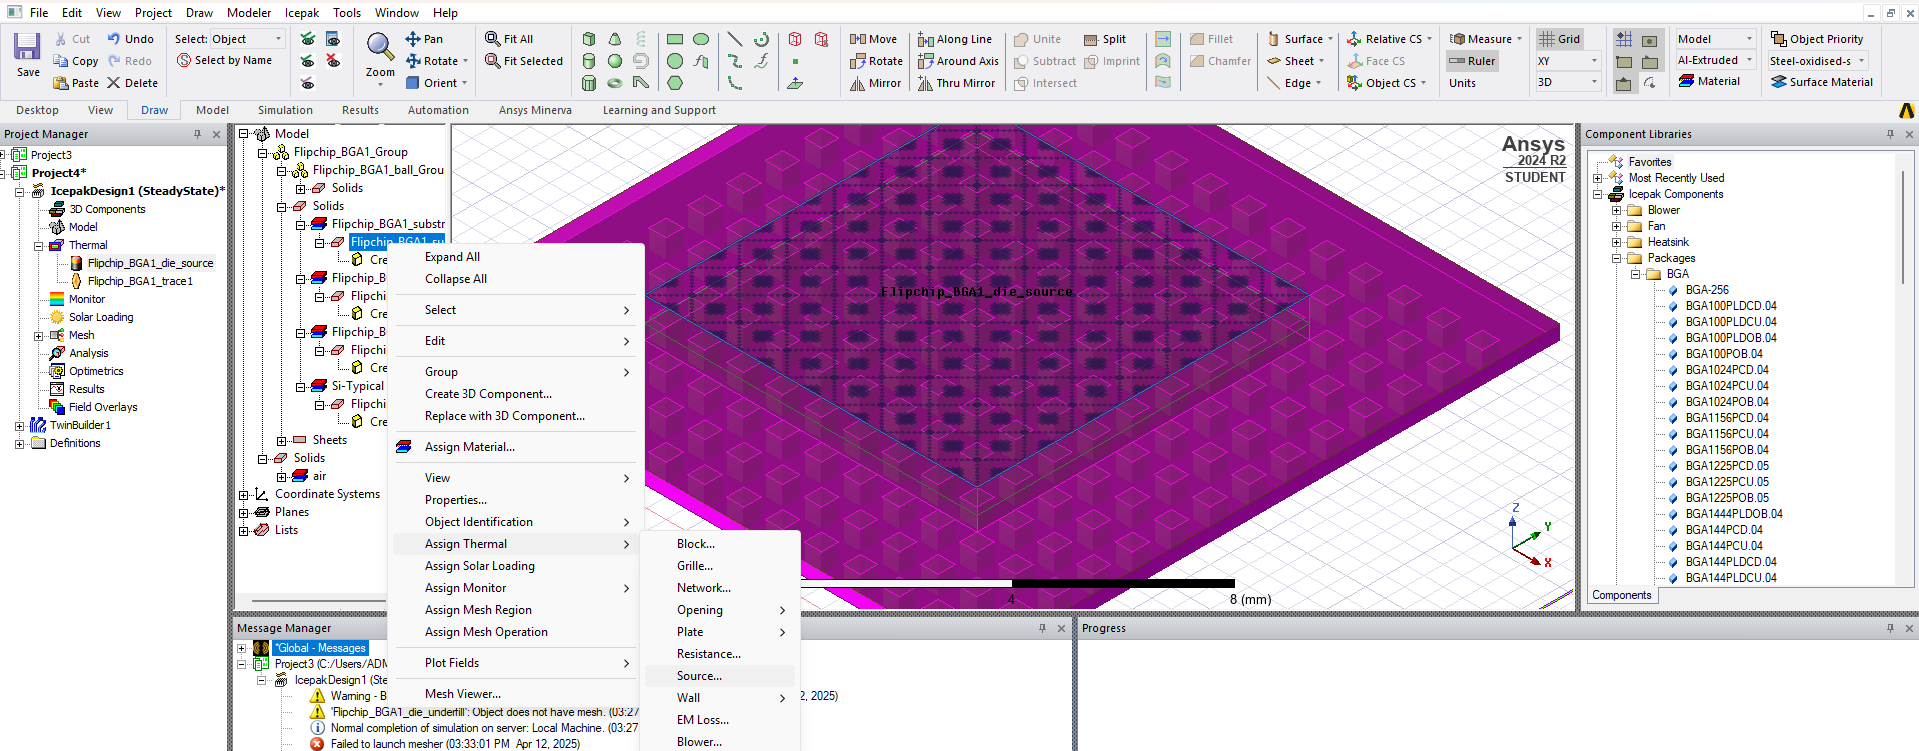 File Edit View Project Draw Modeler Icepak Tools Window Help
Save
Cut
Copy
Paste
Undo
Redo
Delete
Select: Object
Select by Name
Zoom
Pan
Rotate
Orient
Fit All
Fit Selected
Move
Rotate
Mirror
Along Line
Around Axis
Thru Mirror
Unite
Subtract
Intersect
Split
Imprint
Fillet
Chamfer
Surface
Sheet
Edge
Relative CS
Face CS
Object CS
Measure
Ruler
Units
Grid
XY
3D
Model
Al-Extruded
Material
Object Priority
Steel-oxidised-s
Surface Material
Desktop View Draw Model Simulation Results Automation Ansys Minerva Learning and Support
Project Manager
Project3
Project4*
IcepakDesign1 (SteadyState)*
3D Components
Model
Thermal
Flipchip_BGA1_die_source
Flipchip_BGA1_trace1
Monitor
Solar Loading
Mesh
Analysis
Optimetrics
Results
Field Overlays
TwinBuilder1
Definitions
Model
Flipchip_BGA1_Group
Flipchip_BGA1_ball_Grou
Solids
Solids
Flipchip_BGA1_substr
Flipchip_BGA1_su
Cre
Flipchip_B
Flipchi
Cre
Flipchip_B
Flipchi
Cre
Si-Typical
Flipchi
Cre
Sheets
Solids
air
Coordinate Systems
Planes
Lists
Expand All
Collapse All
Select
Edit
Group
Create 3D Component...
Replace with 3D Component...
Assign Material...
View
Properties...
Object Identification
Assign Thermal
Assign Solar Loading
Assign Monitor
Assign Mesh Region
Assign Mesh Operation
Plot Fields
Mesh Viewer...
Block...
Grille...
Network...
Opening
Plate
Resistance...
Source...
Wall
EM Loss...
Blower...
Flipchip_BGA1_die_source
Ansys
2024 R2
STUDENT
Z
Y
X
4
8 (mm)
Component Libraries
Favorites
Most Recently Used
Icepak Components
Blower
Fan
Heatsink
Packages
BGA
BGA-256
BGA100PLDCD.04
BGA100PLDCU.04
BGA100PLDOB.04
BGA100POB.04
BGA1024PCD.04
BGA1024PCU.04
BGA1024POB.04
BGA1156PCD.04
BGA1156PCU.04
BGA1156POB.04
BGA1225PCD.05
BGA1225PCU.05
BGA1225POB.05
BGA1444PLDOB.04
BGA144PCD.04
BGA144PCU.04
BGA144PLDCD.04
BGA144PLDCU.04
Components
Message Manager
*Global - Messages
Project3 (C:/Users/ADM
IcepakDesign1 (Ste
Warning - B
2, 2025)
'Flipchip_BGA1_die_underfill': Object does not have mesh. (03:27
Normal completion of simulation on server: Local Machine. (03:27
Failed to launch mesher (03:33:01 PM Apr 12, 2025)
Progress